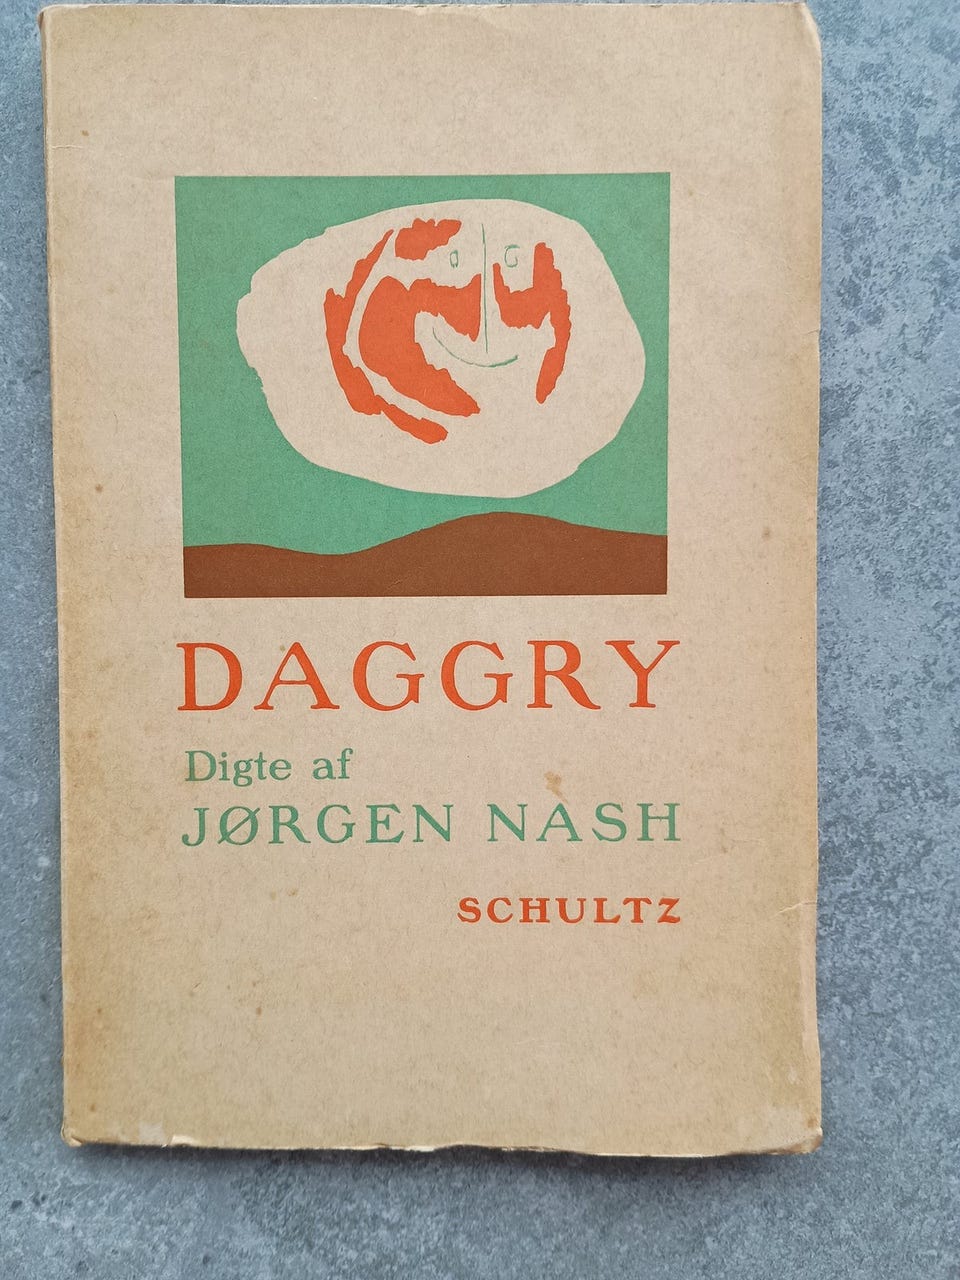 DAGGRY
Digte af
JØRGEN NASH
SCHULTZ